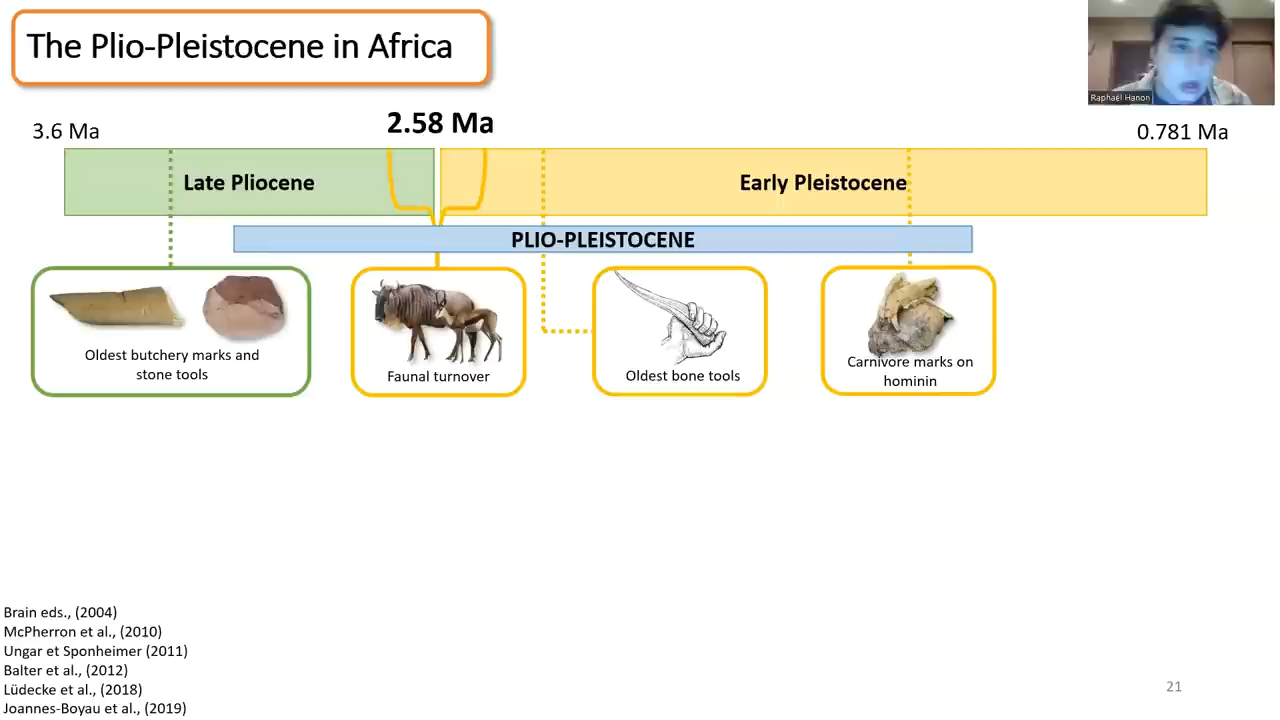 The Plio-Pleistocene in Africa
Raphaël Hanon
3.6 Ma
2.58 Ma
0.781 Ma
Late Pliocene
Early Pleistocene
PLIO-PLEISTOCENE
Oldest butchery marks and
stone tools
Faunal turnover
Oldest bone tools
Carnivore marks on
hominin
Brain eds., (2004)
McPherron et al., (2010)
Ungar et Sponheimer (2011)
Balter et al., (2012)
Lüdecke et al., (2018)
Joannes-Boyau et al., (2019)
21